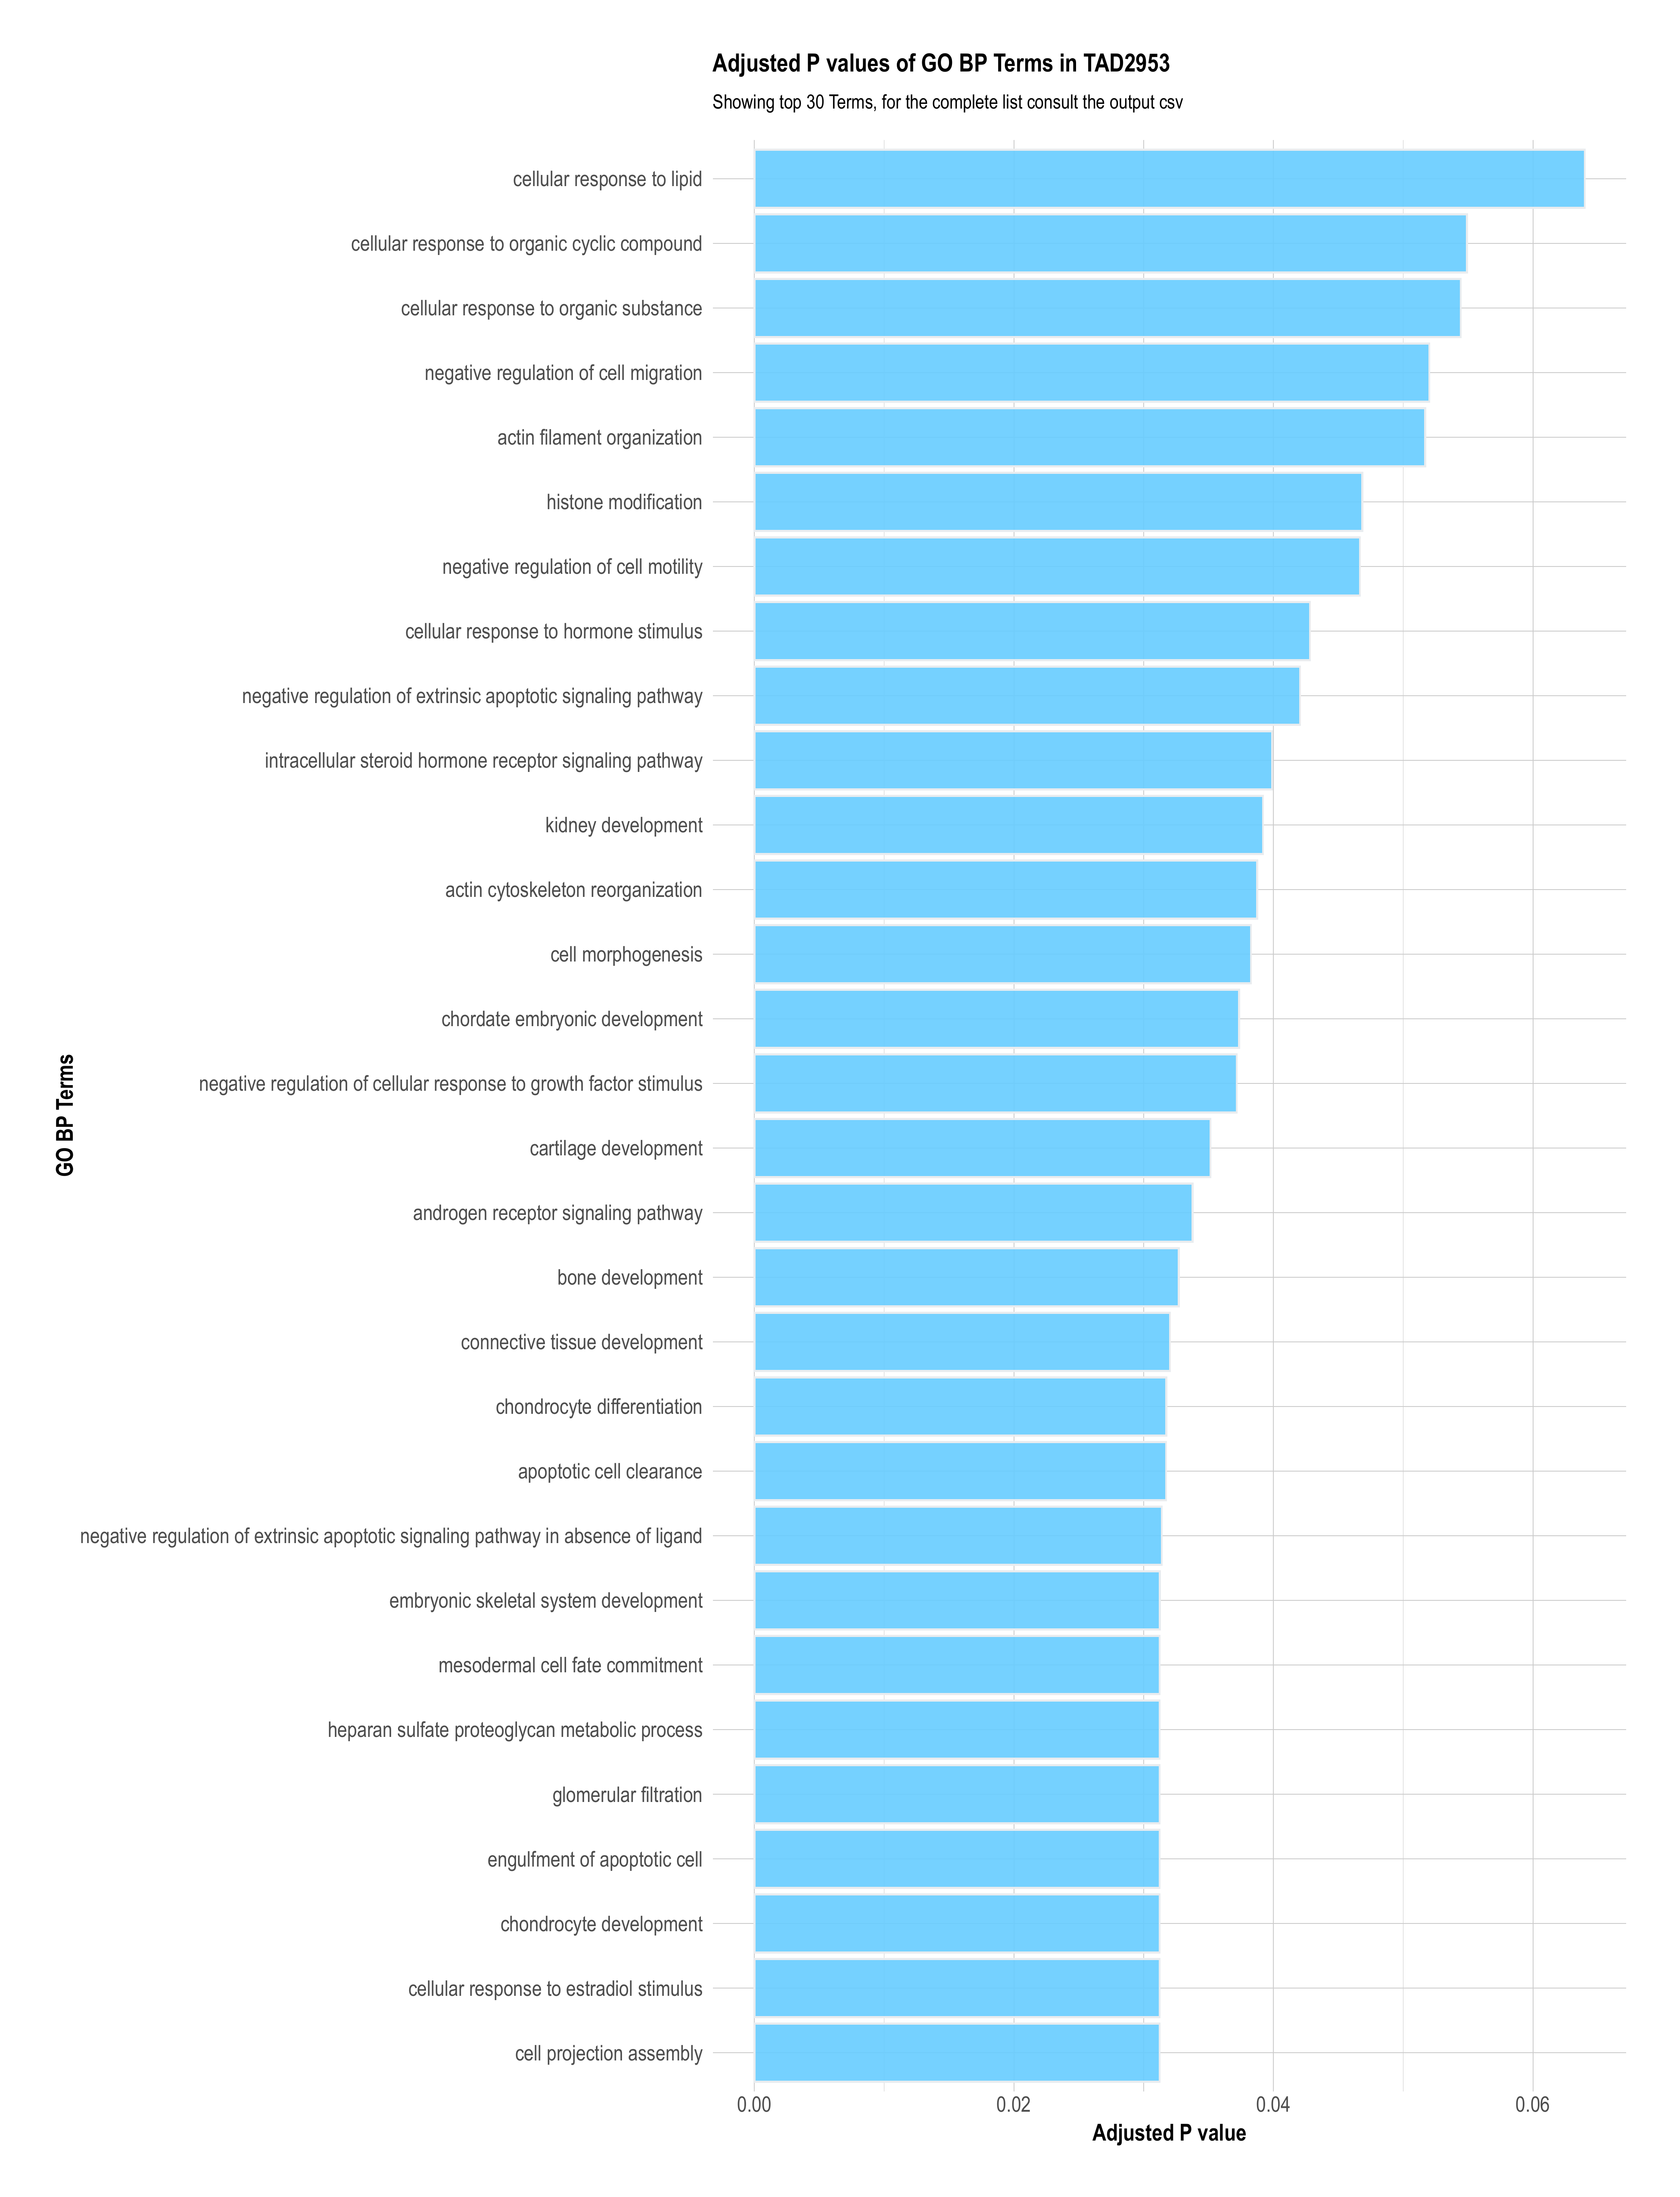 Adjusted P values of GO BP Terms in TAD2953
Showing top 30 Terms, for the complete list consult the output csv
cellular response to lipid
cellular response to organic cyclic compound
cellular response to organic substance
negative regulation of cell migration
actin filament organization
histone modification
negative regulation of cell motility
cellular response to hormone stimulus
negative regulation of extrinsic apoptotic signaling pathway
intracellular steroid hormone receptor signaling pathway
kidney development
actin cytoskeleton reorganization
cell morphogenesis
chordate embryonic development
negative regulation of cellular response to growth factor stimulus
cartilage development
androgen receptor signaling pathway
bone development
connective tissue development
chondrocyte differentiation
apoptotic cell clearance
negative regulation of extrinsic apoptotic signaling pathway in absence of ligand
embryonic skeletal system development
mesodermal cell fate commitment
heparan sulfate proteoglycan metabolic process
glomerular filtration
engulfment of apoptotic cell
chondrocyte development
cellular response to estradiol stimulus
cell projection assembly
GO BP Terms
0.00 0.02 0.04 0.06
Adjusted P value